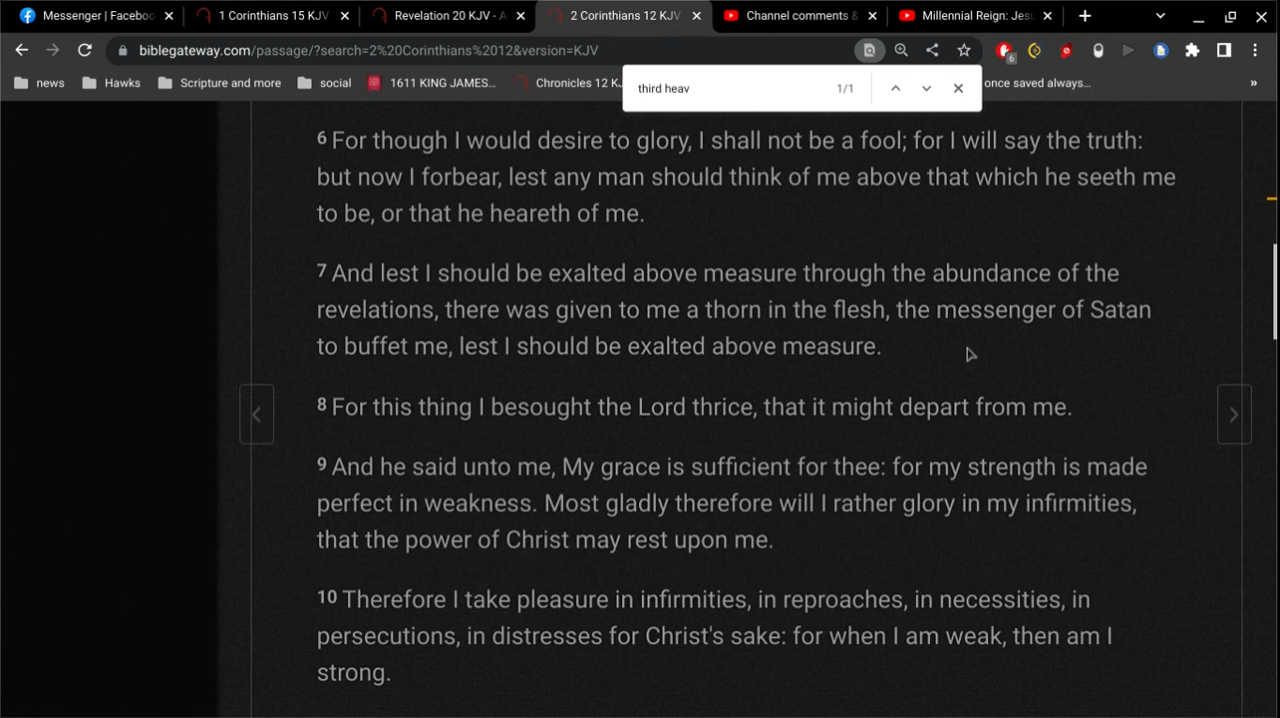 Messenger | Faceboo
1 Corinthians 15 KJV
Revelation 20 KJV - A
2 Corinthians 12 KJV
Channel comments &
Millennial Reign: Jesu
biblegateway.com/passage/?search=2%20Corinthians%2012&version=KJV
6
news
Hawks
Scripture and more
social
1611 KING JAMES...
Chronicles 12 K
once saved always...
»
third heav
1/1
6 For though I would desire to glory, I shall not be a fool; for I will say the truth:
but now I forbear, lest any man should think of me above that which he seeth me
to be, or that he heareth of me.
7 And lest I should be exalted above measure through the abundance of the
revelations, there was given to me a thorn in the flesh, the messenger of Satan
to buffet me, lest I should be exalted above measure.
8 For this thing I besought the Lord thrice, that it might depart from me.
9 And he said unto me, My grace is sufficient for thee: for my strength is made
perfect in weakness. Most gladly therefore will I rather glory in my infirmities,
that the power of Christ may rest upon me.
10 Therefore I take pleasure in infirmities, in reproaches, in necessities, in
persecutions, in distresses for Christ's sake: for when I am weak, then am I
strong.